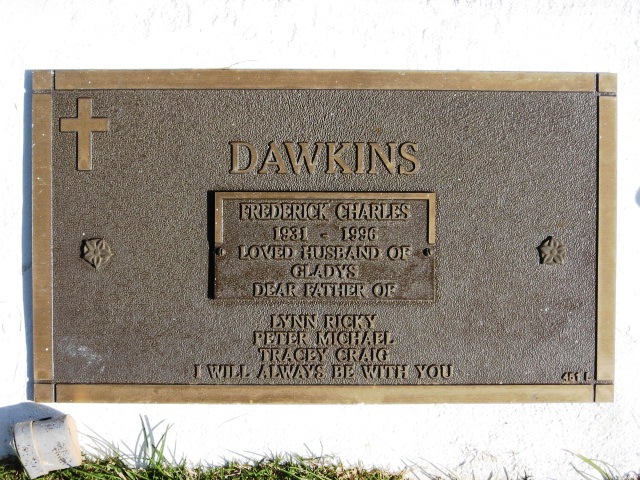 DAWKINS
FREDERICK CHARLES
1931 - 1996
LOVED HUSBAND OF
GLADYS
DEAR FATHER OF
LYNN RICKY
PETER MICHAEL
TRACEY CRAIG
I WILL ALWAYS BE WITH YOU